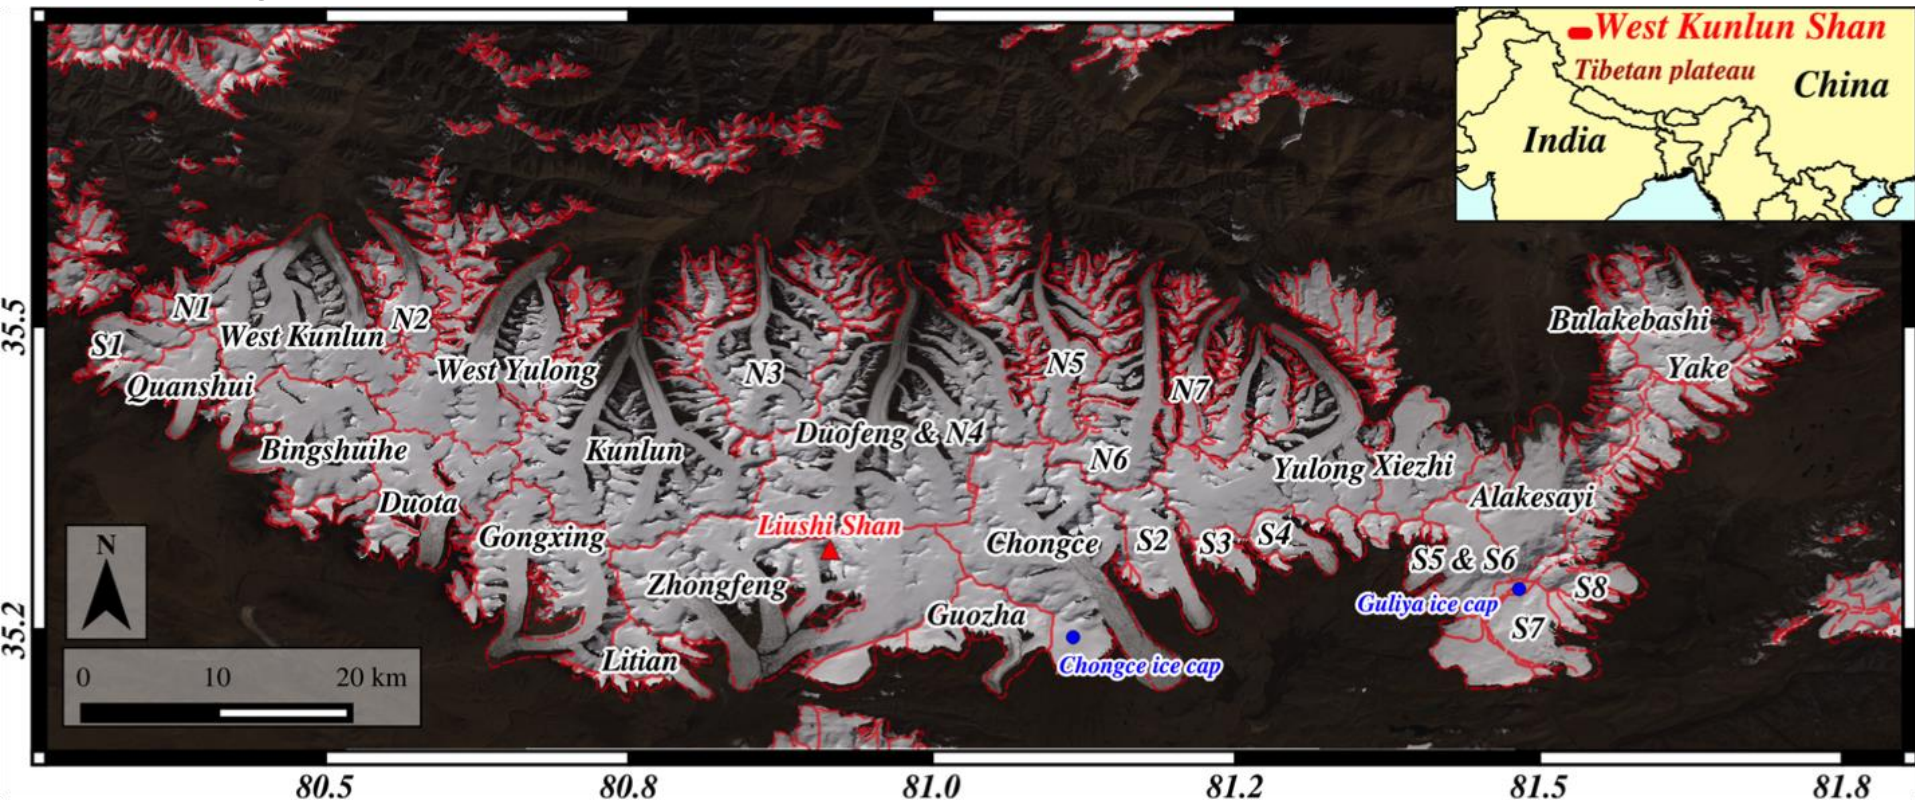 West Kunlun Shan
Tibetan plateau
China
India
N1
S1
West Kunlun
N2
Quanshui
West Yulong
N3
N5
N7
Bulakebashi
Yake
Bingshuihe
Kunlun
Duofeng & N4
N6
Yulong
Xiezhi
Alakesayi
Duota
Gongxing
Liushi Shan
Chongce
S2
S3
S4
S5 & S6
Zhongfeng
Guozha
Guliya ice cap
S8
S7
Litian
Chongce ice cap
N
0 10 20 km
35.5
35.2
80.5 80.8 81.0 81.2 81.5 81.8